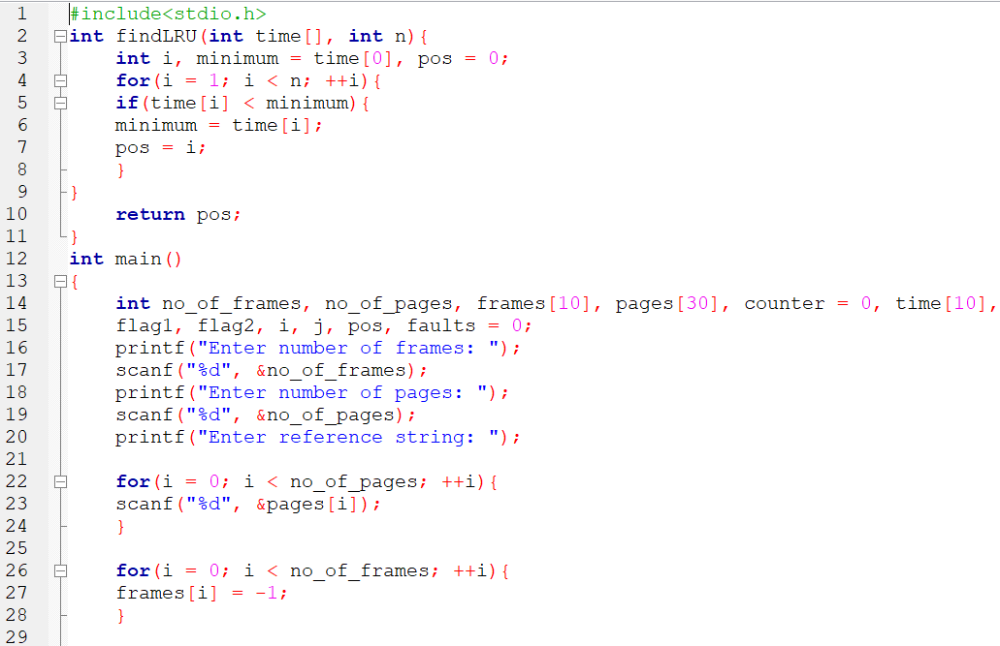 1 #include<stdio.h>
2 int findLRU(int time[], int n){
3 int i, minimum = time[0], pos = 0;
4 for(i = 1; i < n; ++i){
5 if(time[i] < minimum){
6 minimum = time[i];
7 pos = i;
8 }
9 }
10 return pos;
11 }
12 int main()
13 {
14 int no_of_frames, no_of_pages, frames[10], pages[30], counter = 0, time[10],
15 flag1, flag2, i, j, pos, faults = 0;
16 printf("Enter number of frames: ");
17 scanf("%d", &no_of_frames);
18 printf("Enter number of pages: ");
19 scanf("%d", &no_of_pages);
20 printf("Enter reference string: ");
21
22 for(i = 0; i < no_of_pages; ++i){
23 scanf("%d", &pages[i]);
24 }
25
26 for(i = 0; i < no_of_frames; ++i){
27 frames[i] = -1;
28 }
29